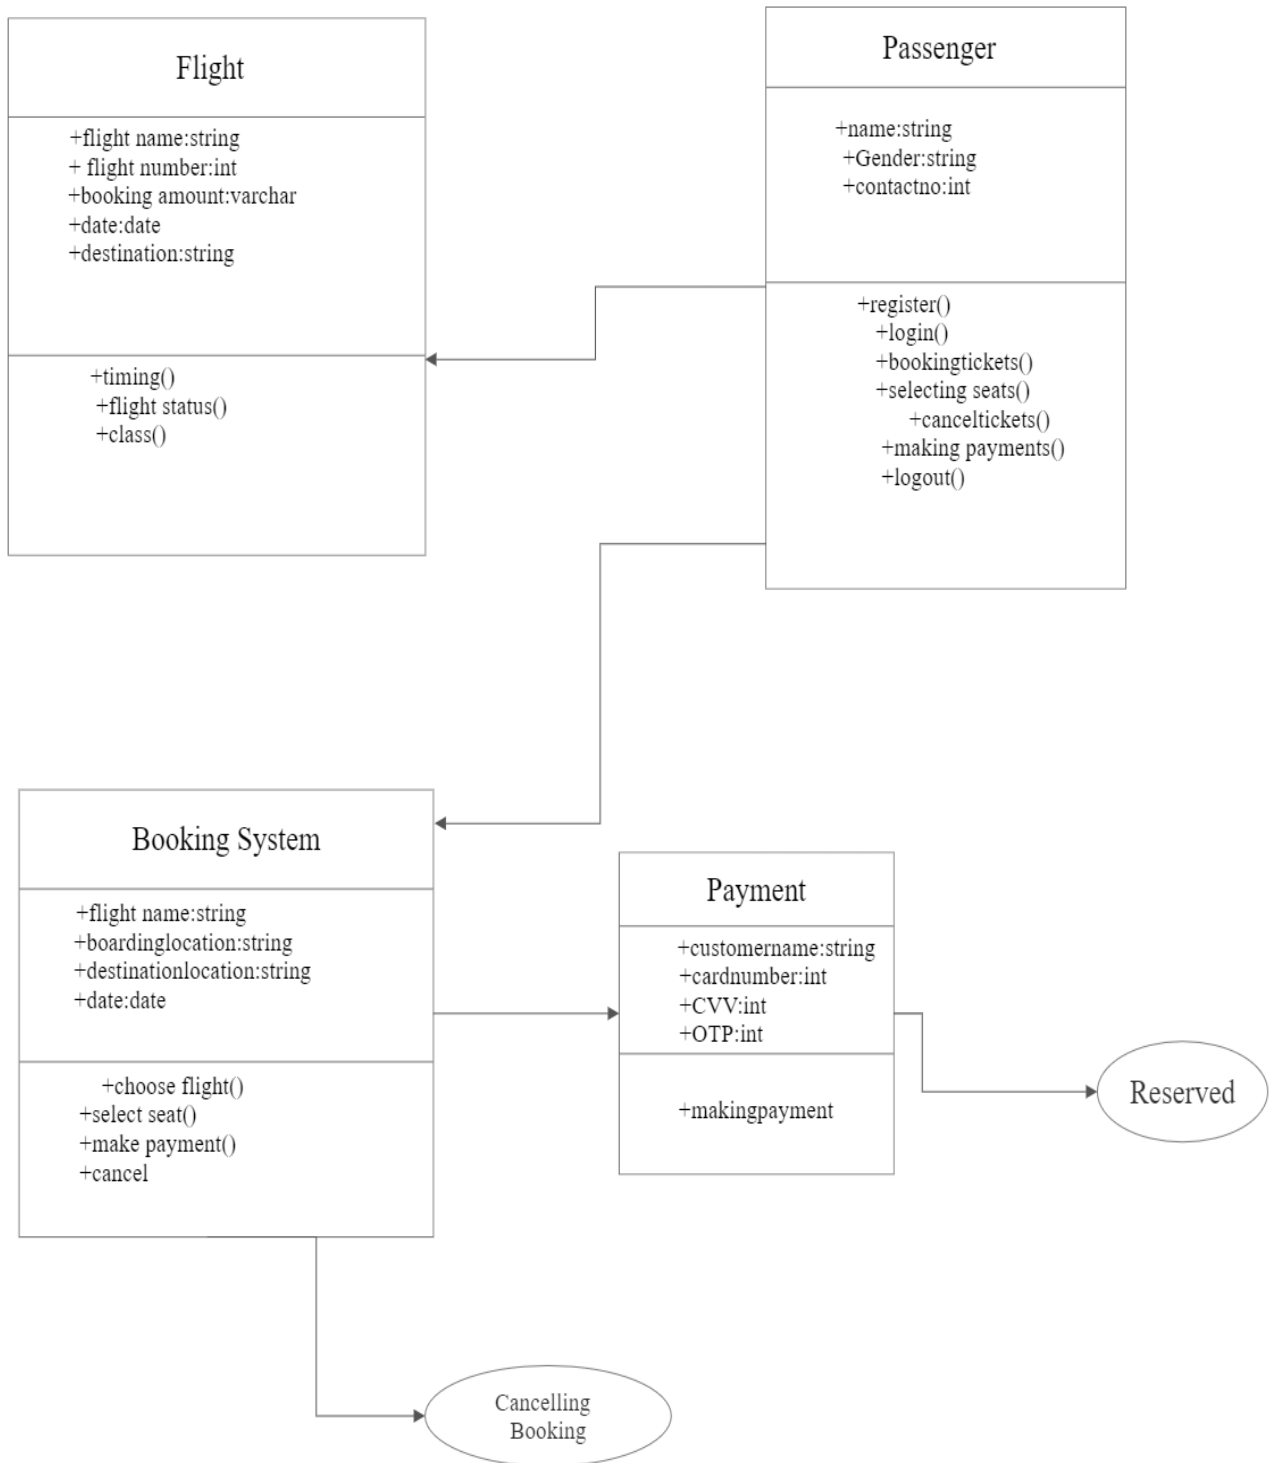 Flight
+flight name:string
+ flight number:int
+booking amount:varchar
+date:date
+destination:string
+timing()
+flight status()
+class()
Passenger
+name:string
+Gender:string
+contactno:int
+register()
+login()
+bookingtickets()
+selecting seats()
+canceltickets()
+making payments()
+logout()
Booking System
+flight name:string
+boardinglocation:string
+destinationlocation:string
+date:date
+choose flight()
+select seat()
+make payment()
+cancel
Payment
+customername:string
+cardnumber:int
+CVV:int
+OTP:int
+makingpayment
Reserved
Cancelling
Booking